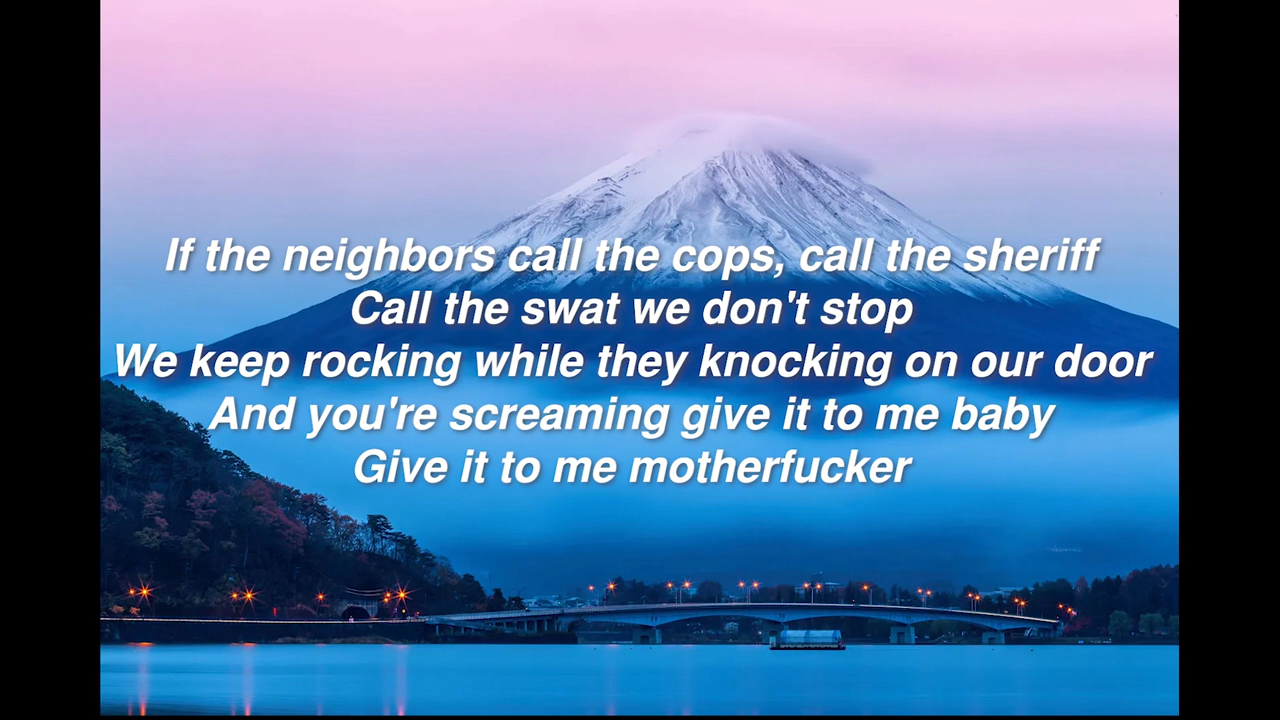 If the neighbors call the cops, call the sheriff
Call the swat we don't stop
We keep rocking while they knocking on our door
And you're screaming give it to me baby
Give it to me motherfucker